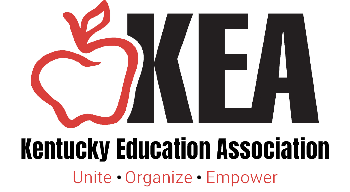 KEA
Kentucky Education Association
Unite • Organize • Empower